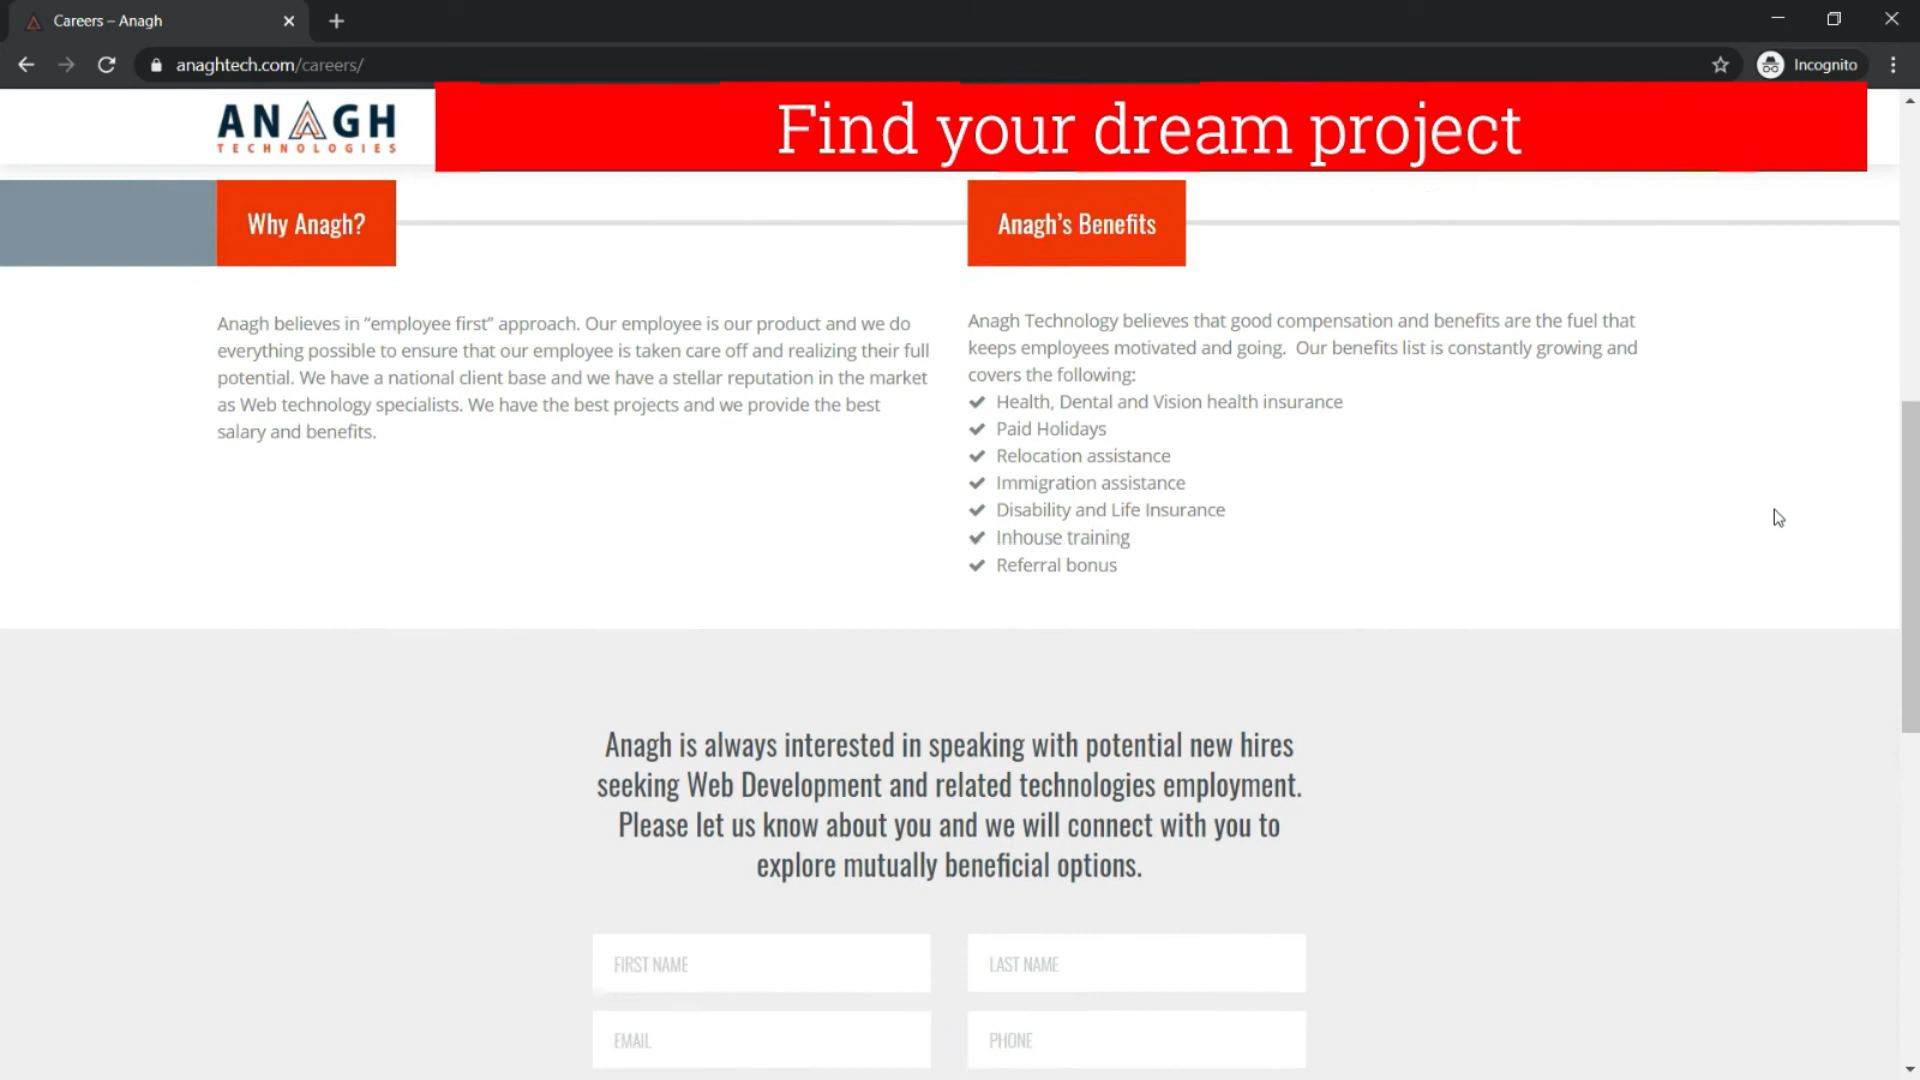 Careers – Anagh
anaghtech.com/careers/
Incognito
ANAGH
TECHNOLOGIES
Find your dream project
Why Anagh?
Anagh believes in “employee first” approach. Our employee is our product and we do
everything possible to ensure that our employee is taken care off and realizing their full
potential. We have a national client base and we have a stellar reputation in the market
as Web technology specialists. We have the best projects and we provide the best
salary and benefits.
Anagh’s Benefits
Anagh Technology believes that good compensation and benefits are the fuel that
keeps employees motivated and going. Our benefits list is constantly growing and
covers the following:
Health, Dental and Vision health insurance
Paid Holidays
Relocation assistance
Immigration assistance
Disability and Life Insurance
Inhouse training
Referral bonus
Anagh is always interested in speaking with potential new hires
seeking Web Development and related technologies employment.
Please let us know about you and we will connect with you to
explore mutually beneficial options.
FIRST NAME
LAST NAME
EMAIL
PHONE